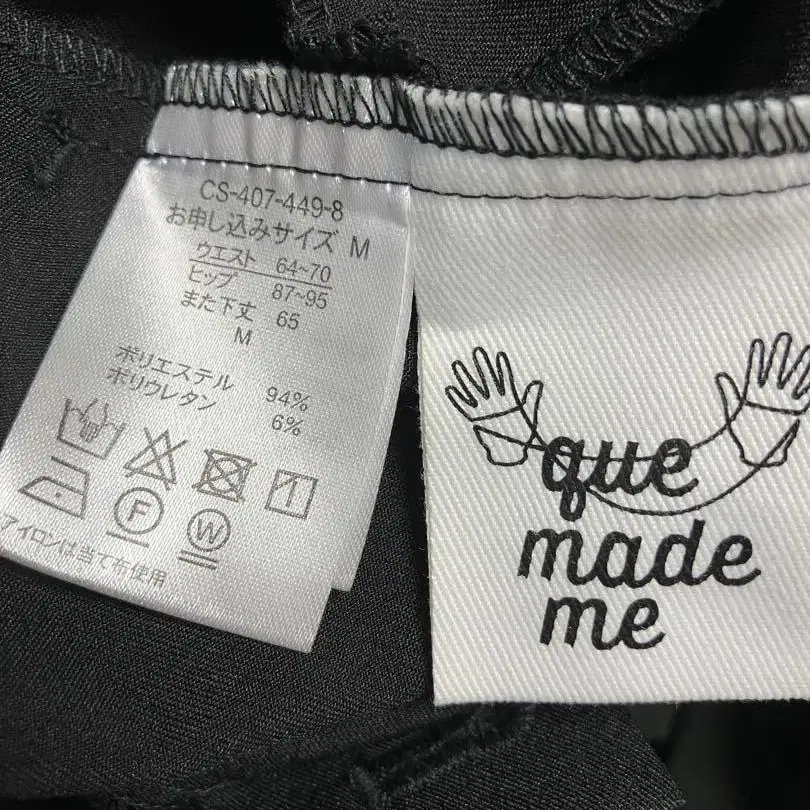 CS-407-449-8
お申し込みサイズ M
ウエスト 64~70
ヒップ 87~95
また下丈 65
M
ポリエステル 94%
ポリウレタン 6%
F
W
アイロンは当て布使用
que
made
me